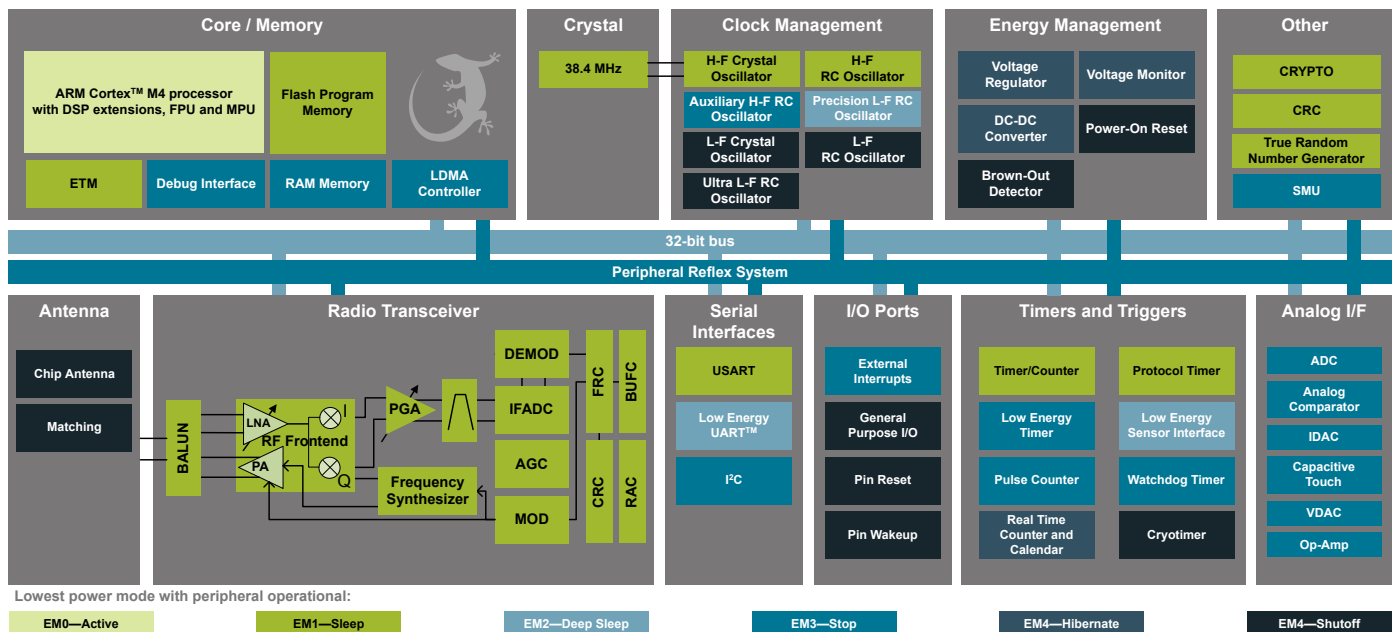 Core / Memory
ARM Cortex™ M4 processor
with DSP extensions, FPU and MPU
Flash Program
Memory
ETM
Debug Interface
RAM Memory
LDMA
Controller
Crystal
38.4 MHz
Clock Management
H-F Crystal
Oscillator
H-F
RC Oscillator
Auxiliary H-F RC
Oscillator
Precision L-F RC
Oscillator
L-F Crystal
Oscillator
L-F
RC Oscillator
Ultra L-F RC
Oscillator
Energy Management
Voltage
Regulator
Voltage Monitor
DC-DC
Converter
Power-On Reset
Brown-Out
Detector
Other
CRYPTO
CRC
True Random
Number Generator
SMU
32-bit bus
Peripheral Reflex System
Antenna
Chip Antenna
Matching
Radio Transceiver
BALUN
LNA
RF Frontend
PA
I
Q
PGA
Frequency
Synthesizer
DEMOD
IFADC
AGC
MOD
FRC
BUFC
CRC
RAC
Serial
Interfaces
USART
Low Energy
UART™
I²C
I/O Ports
External
Interrupts
General
Purpose I/O
Pin Reset
Pin Wakeup
Timers and Triggers
Timer/Counter
Protocol Timer
Low Energy
Timer
Low Energy
Sensor Interface
Pulse Counter
Watchdog Timer
Real Time
Counter and
Calendar
Cryotimer
Analog I/F
ADC
Analog
Comparator
IDAC
Capacitive
Touch
VDAC
Op-Amp
Lowest power mode with peripheral operational:
EM0—Active
EM1—Sleep
EM2—Deep Sleep
EM3—Stop
EM4—Hibernate
EM4—Shutoff